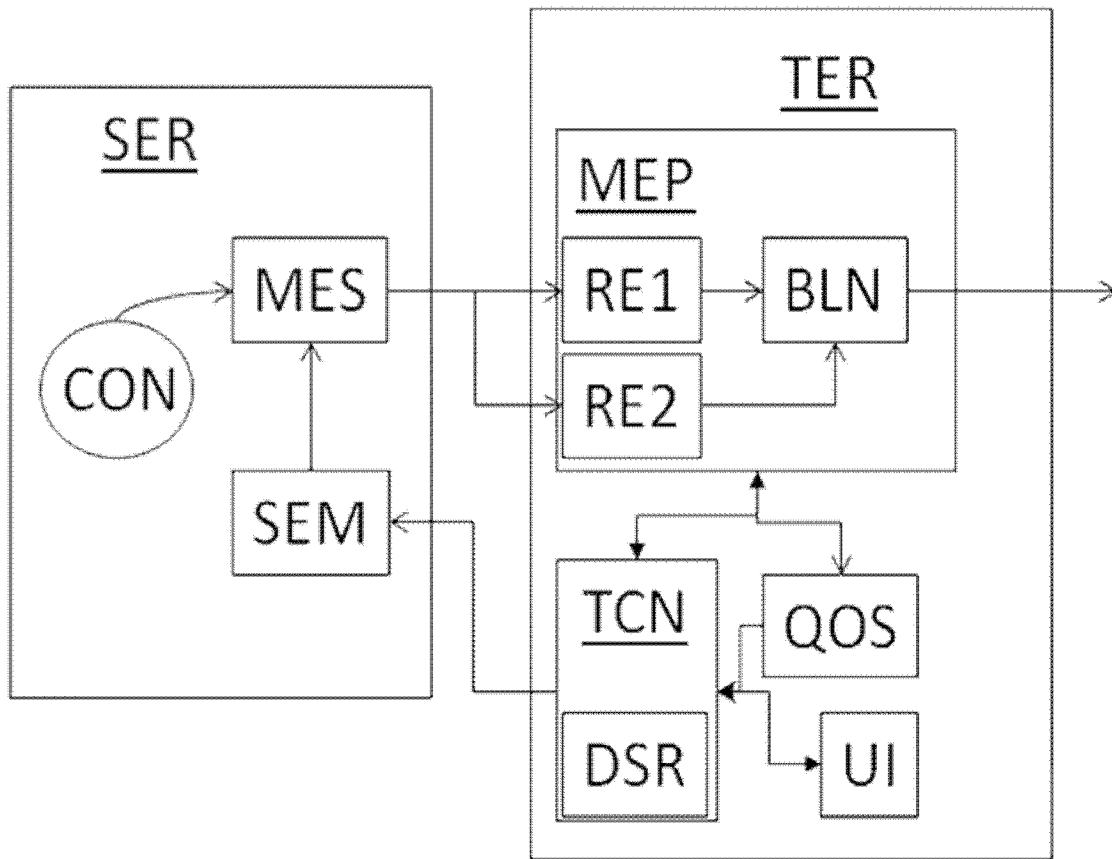 SER
TER
MEP
MES
RE1
BLN
CON
RE2
SEM
TCN
QOS
DSR
UI